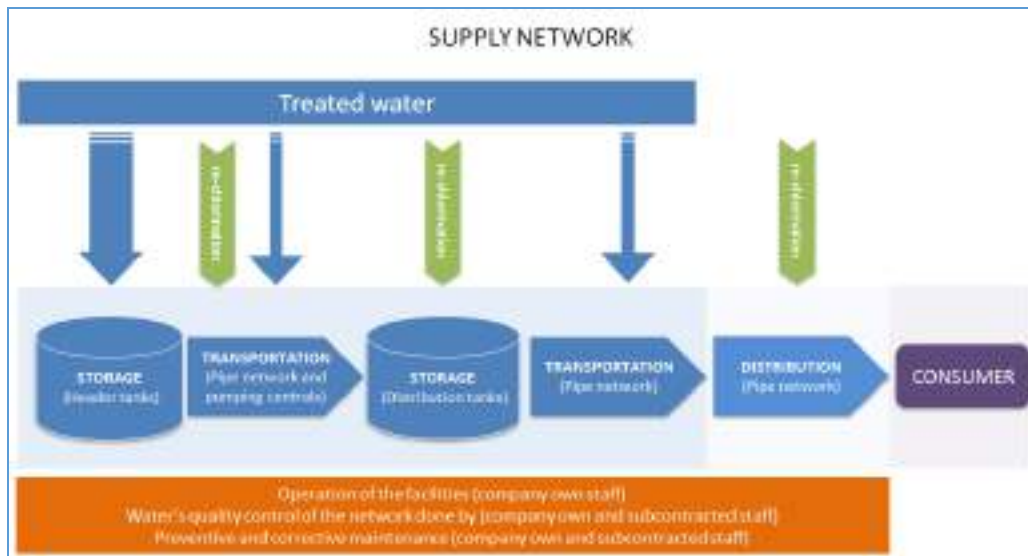 SUPPLY NETWORK
Treated water
re-chlorination
re-chlorination
re-chlorination
STORAGE
(Header tanks)
TRANSPORTATION
(Pipe network and
pumping controls)
STORAGE
(Distribution tanks)
TRANSPORTATION
(Pipe network)
DISTRIBUTION
(Pipe network)
CONSUMER
Operation of the facilities (company own staff)
Water's quality control of the network done by (company own and subcontracted staff)
Preventive and corrective maintenance (company own and subcontracted staff)